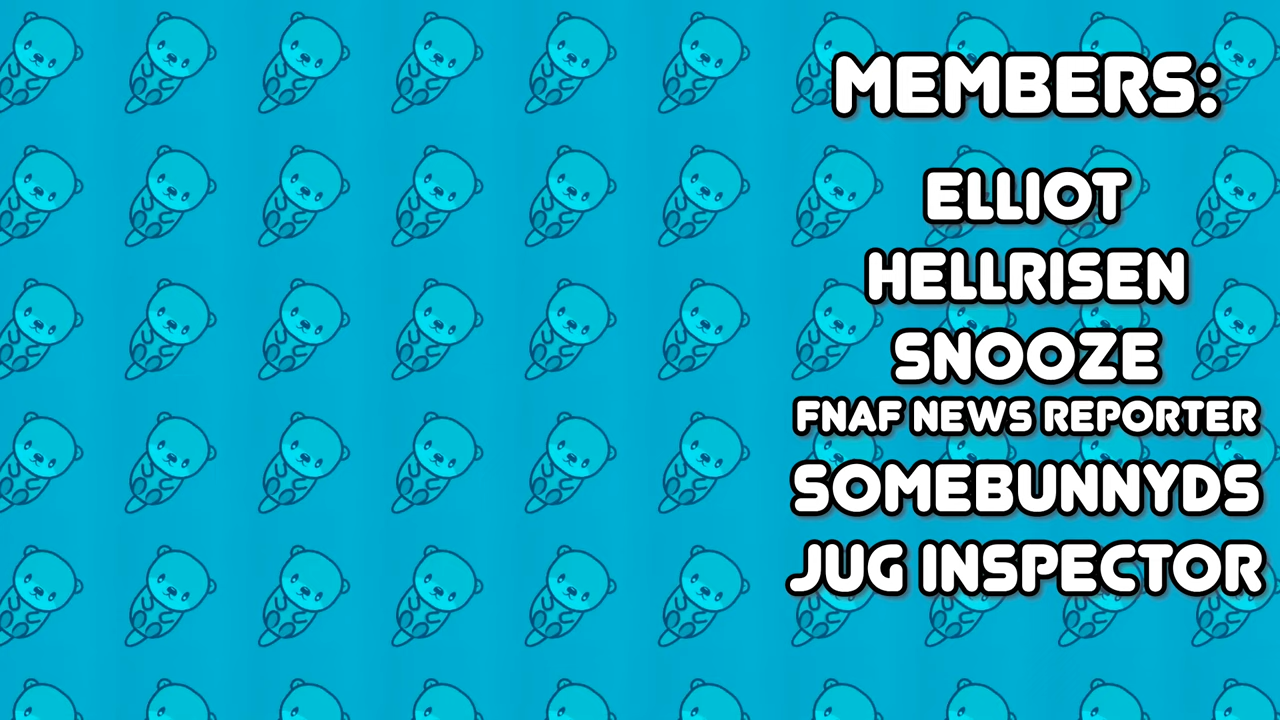 MEMBERS:
ELLIOT
HELLRISEN
SNOOZE
FNAF NEWS REPORTER
SOMEBUNNYDS
JUG INSPECTOR